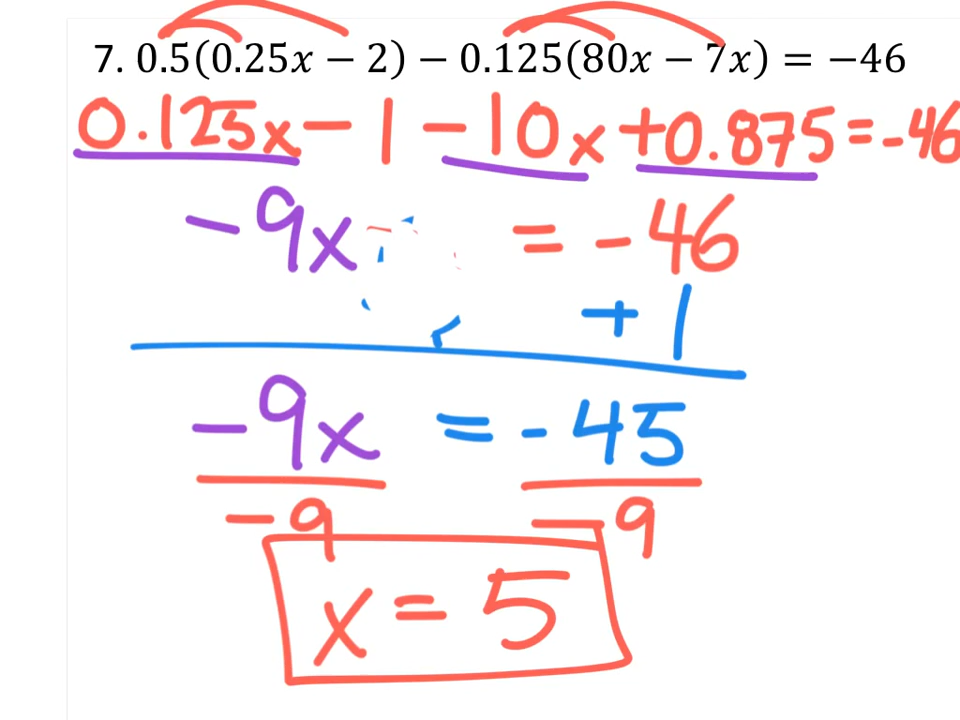 7. 0.5(0.25x − 2) − 0.125(80x − 7x) = −46
0.125x − 1 − 10x + 0.875 = -46
− 9x = − 46
+ 1
− 9x = - 45
− 9 − 9
x = 5